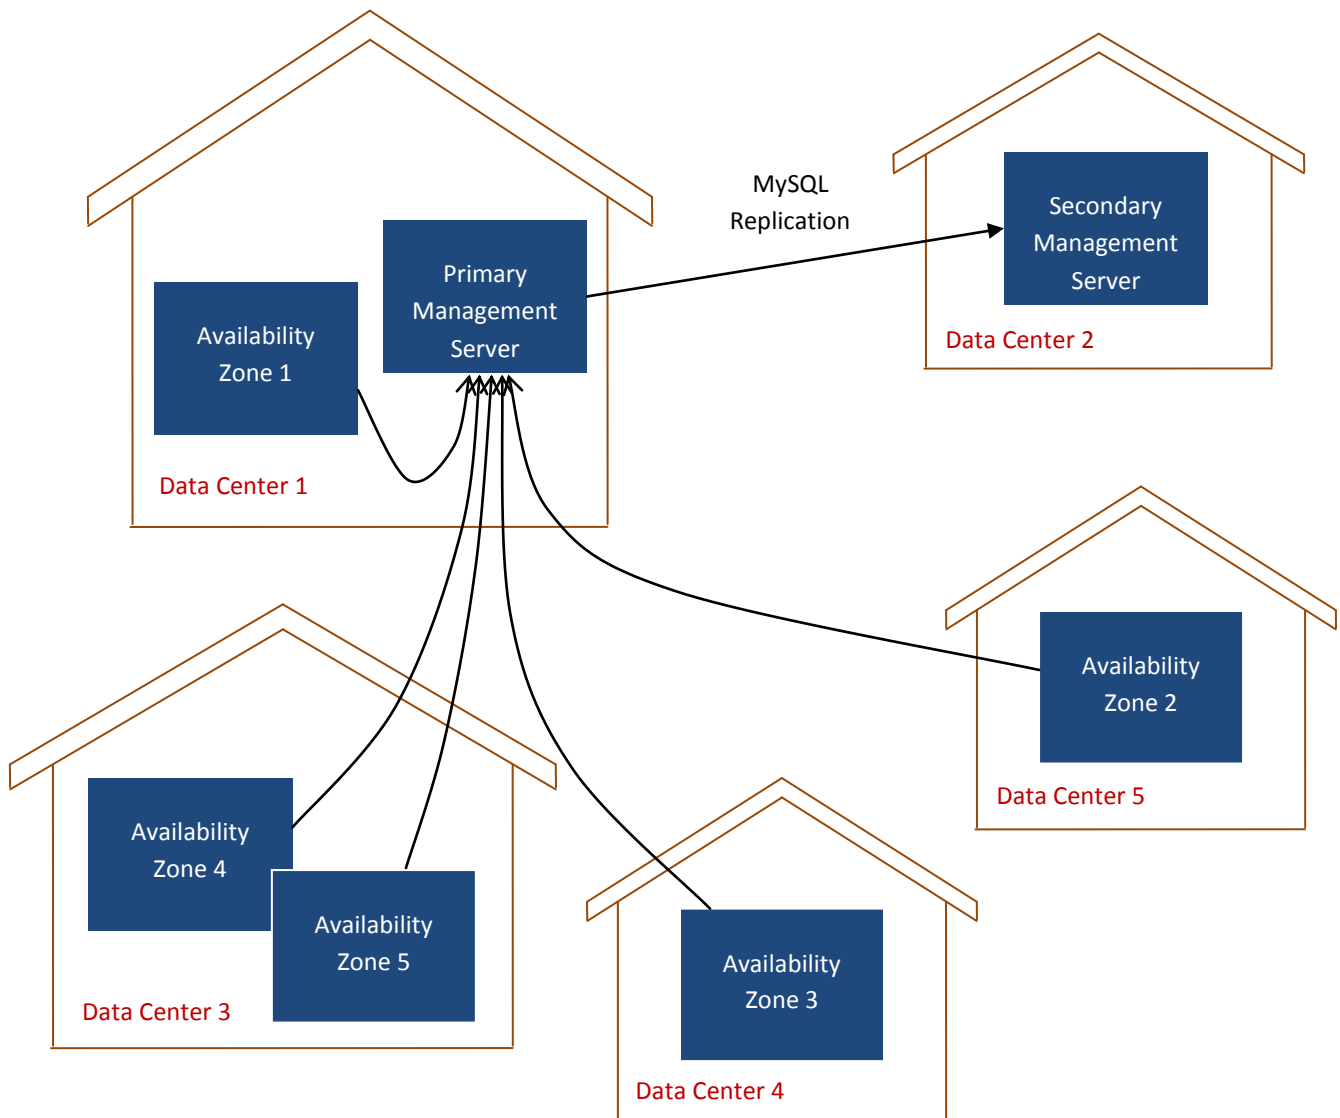 MySQL
Replication
Secondary
Management
Server
Primary
Management
Server
Availability
Zone 1
Data Center 2
Data Center 1
Availability
Zone 2
Data Center 5
Availability
Zone 4
Availability
Zone 5
Data Center 3
Availability
Zone 3
Data Center 4